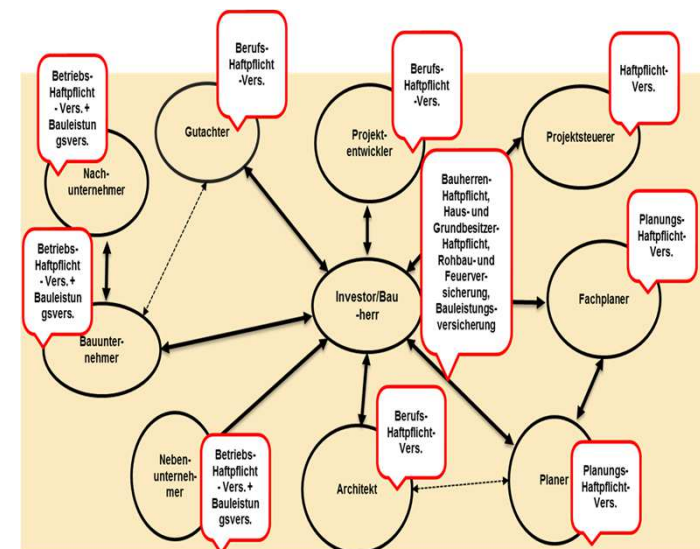 Berufs-
Haftpflicht
-Vers.
Berufs-
Haftpflicht
-Vers.
Haftpflicht-
Vers.
Betriebs-
Haftpflicht
- Vers. +
Bauleistun
gsvers.
Gutachter
Projekt-
entwickler
Projektsteuerer
Nach-
unternehmer
Bauherren-
Haftpflicht,
Haus- und
Grundbesitzer-
Haftpflicht,
Rohbau- und
Feuerver-
sicherung,
Bauleistungs-
versicherung
Planungs-
Haftpflicht-
Vers.
Betriebs-
Haftpflicht
- Vers. +
Bauleistun
gsvers.
Investor/Bau
-herr
Fachplaner
Bauunter-
nehmer
Berufs-
Haftpflicht-
Vers.
Neben-
unterneh-
mer
Betriebs-
Haftpflicht
- Vers. +
Bauleistun
gsvers.
Architekt
Planer
Planungs-
Haftpflicht-
Vers.